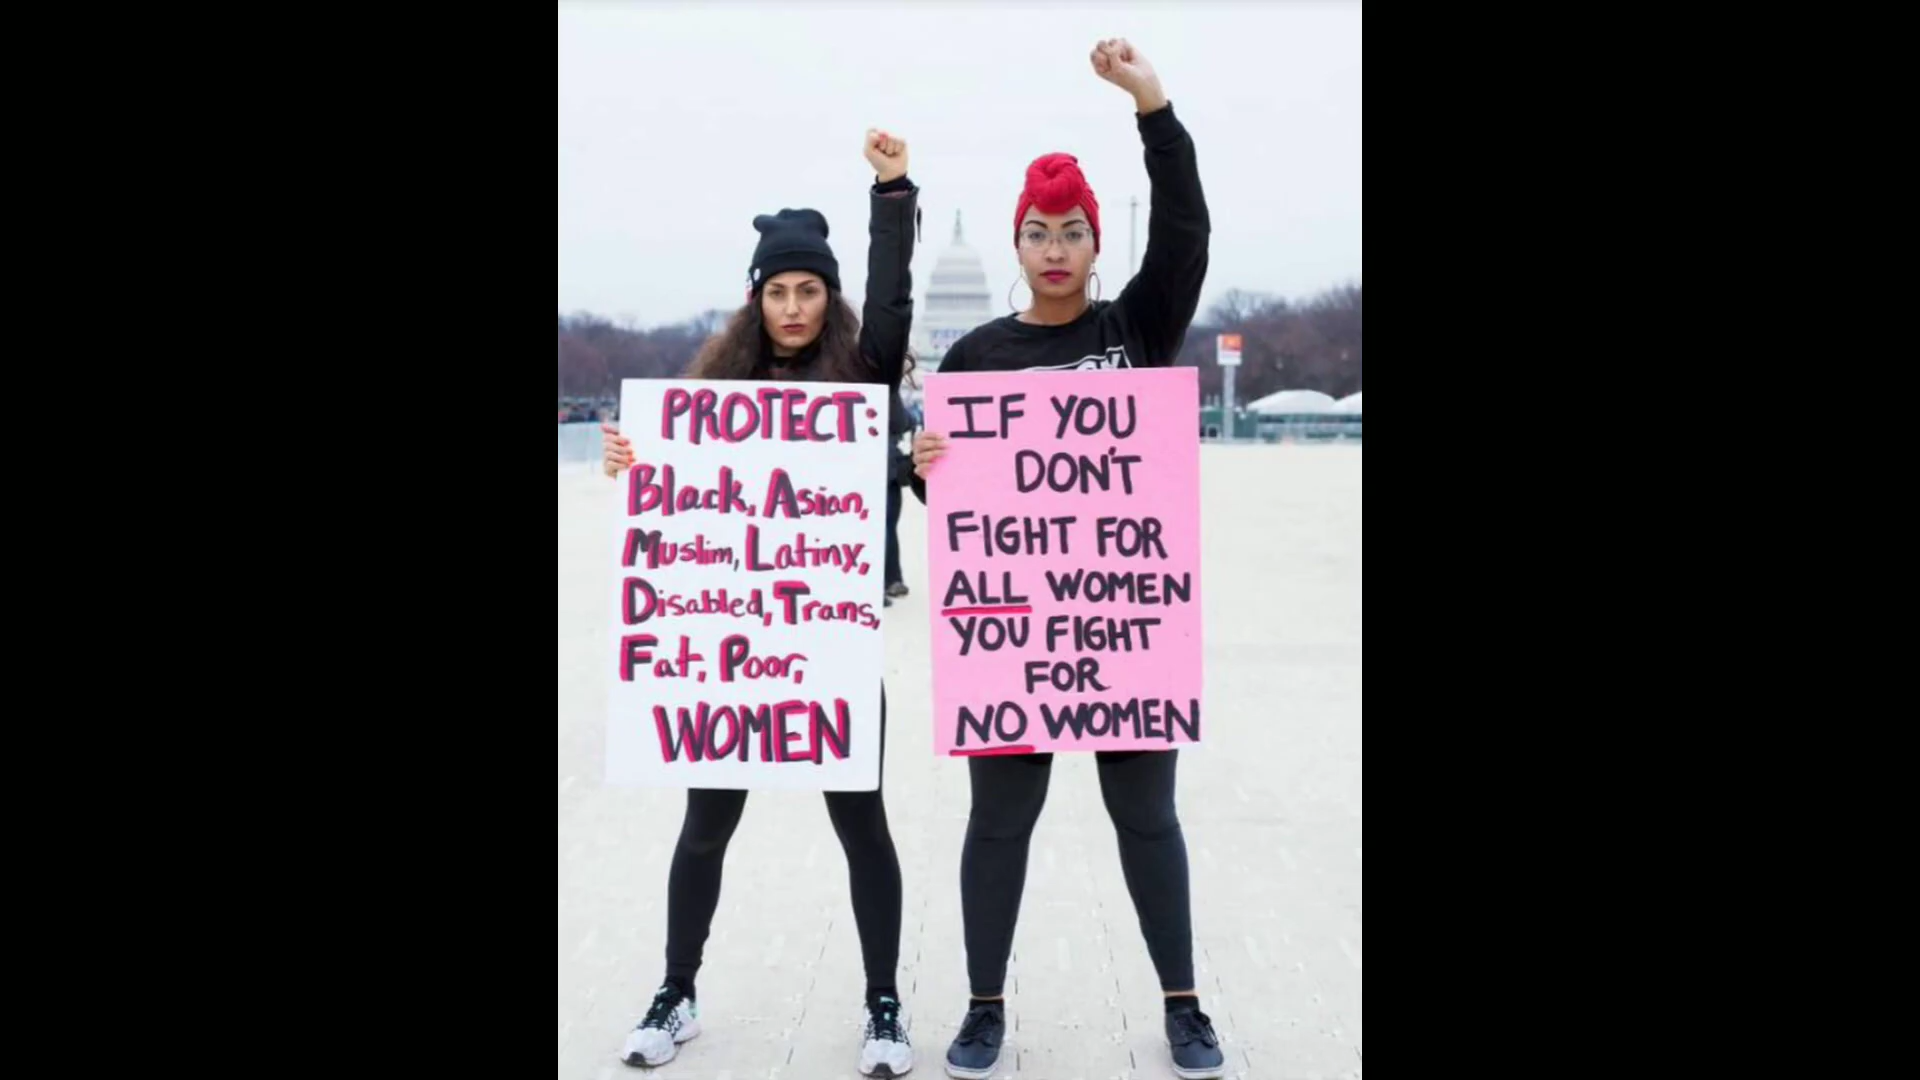 PROTECT:
Black, Asian,
Muslim, Latinx,
Disabled, Trans,
Fat, Poor,
WOMEN
IF YOU
DON'T
FIGHT FOR
ALL WOMEN
YOU FIGHT
FOR
NO WOMEN